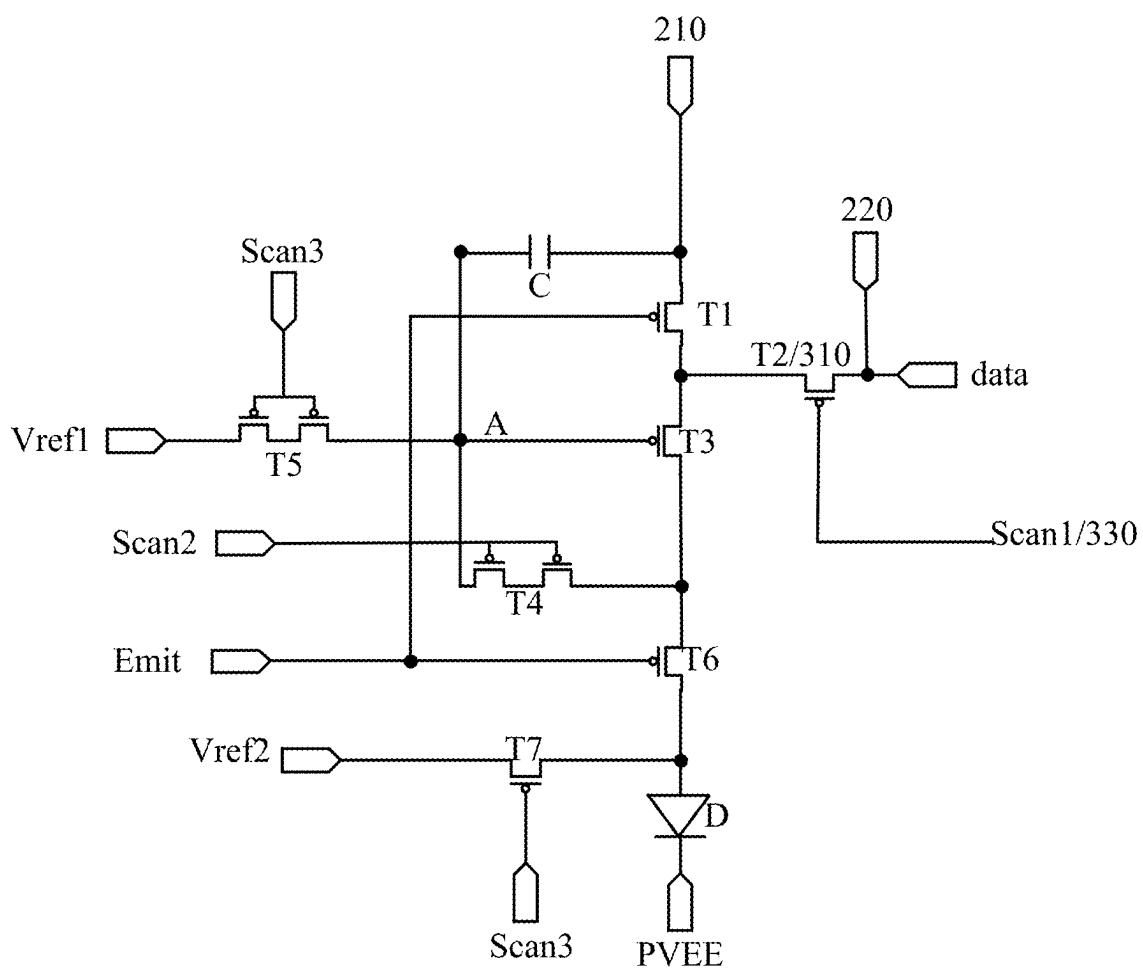 210
220
Scan3
C
T1
T2/310
data
Vref1
T5
A
T3
Scan2
T4
Scan1/330
Emit
T6
Vref2
T7
D
Scan3
PVEE